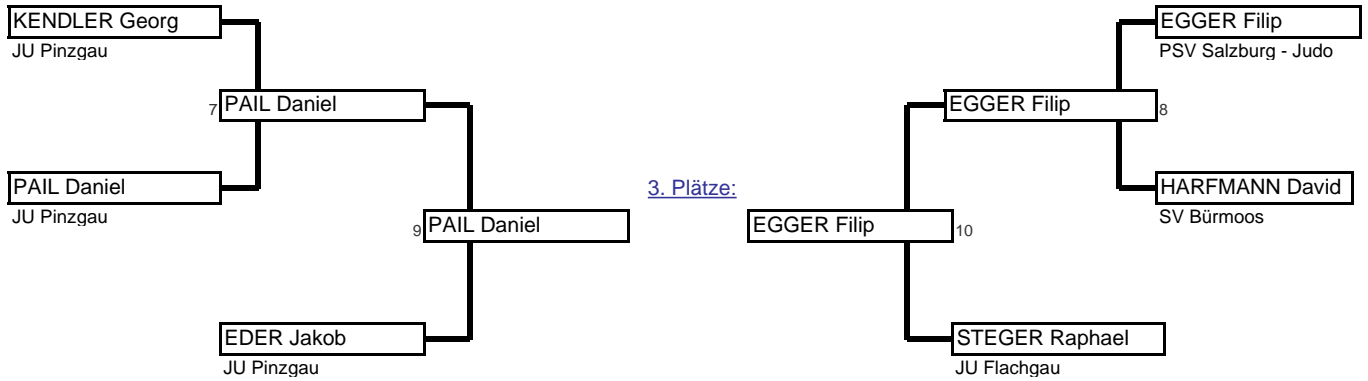 KENDLER Georg
JU Pinzgau
7 PAIL Daniel
PAIL Daniel
JU Pinzgau
9 PAIL Daniel
EDER Jakob
JU Pinzgau
3. Plätze:
EGGER Filip
PSV Salzburg - Judo
EGGER Filip 8
HARFMANN David
SV Bürmoos
EGGER Filip 10
STEGER Raphael
JU Flachgau